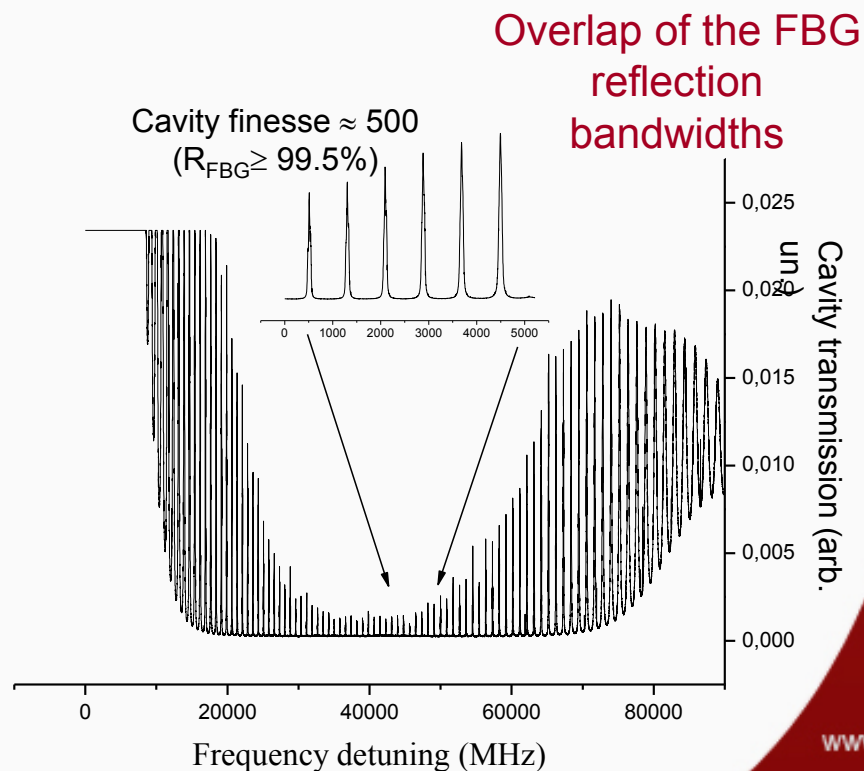 Overlap of the FBG
reflection
bandwidths
Cavity finesse ≈ 500
(R_FBG ≥ 99.5%)
0 1000 2000 3000 4000 5000
0,025
0,020
0,015
0,010
0,005
0,000
Cavity transmission (arb.
un.)
0 20000 40000 60000 80000
Frequency detuning (MHz)
www